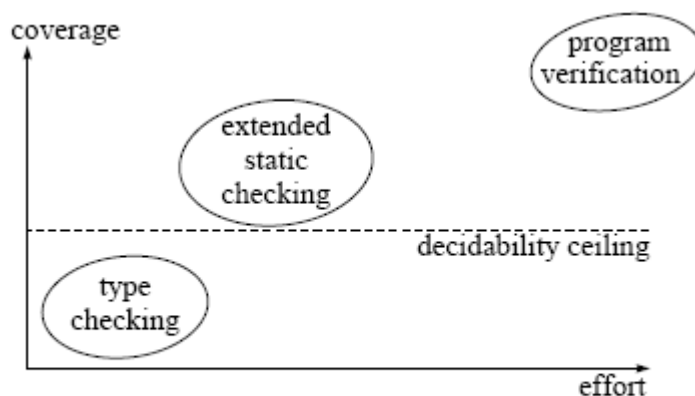 coverage
program
verification
extended
static
checking
decidability ceiling
type
checking
effort